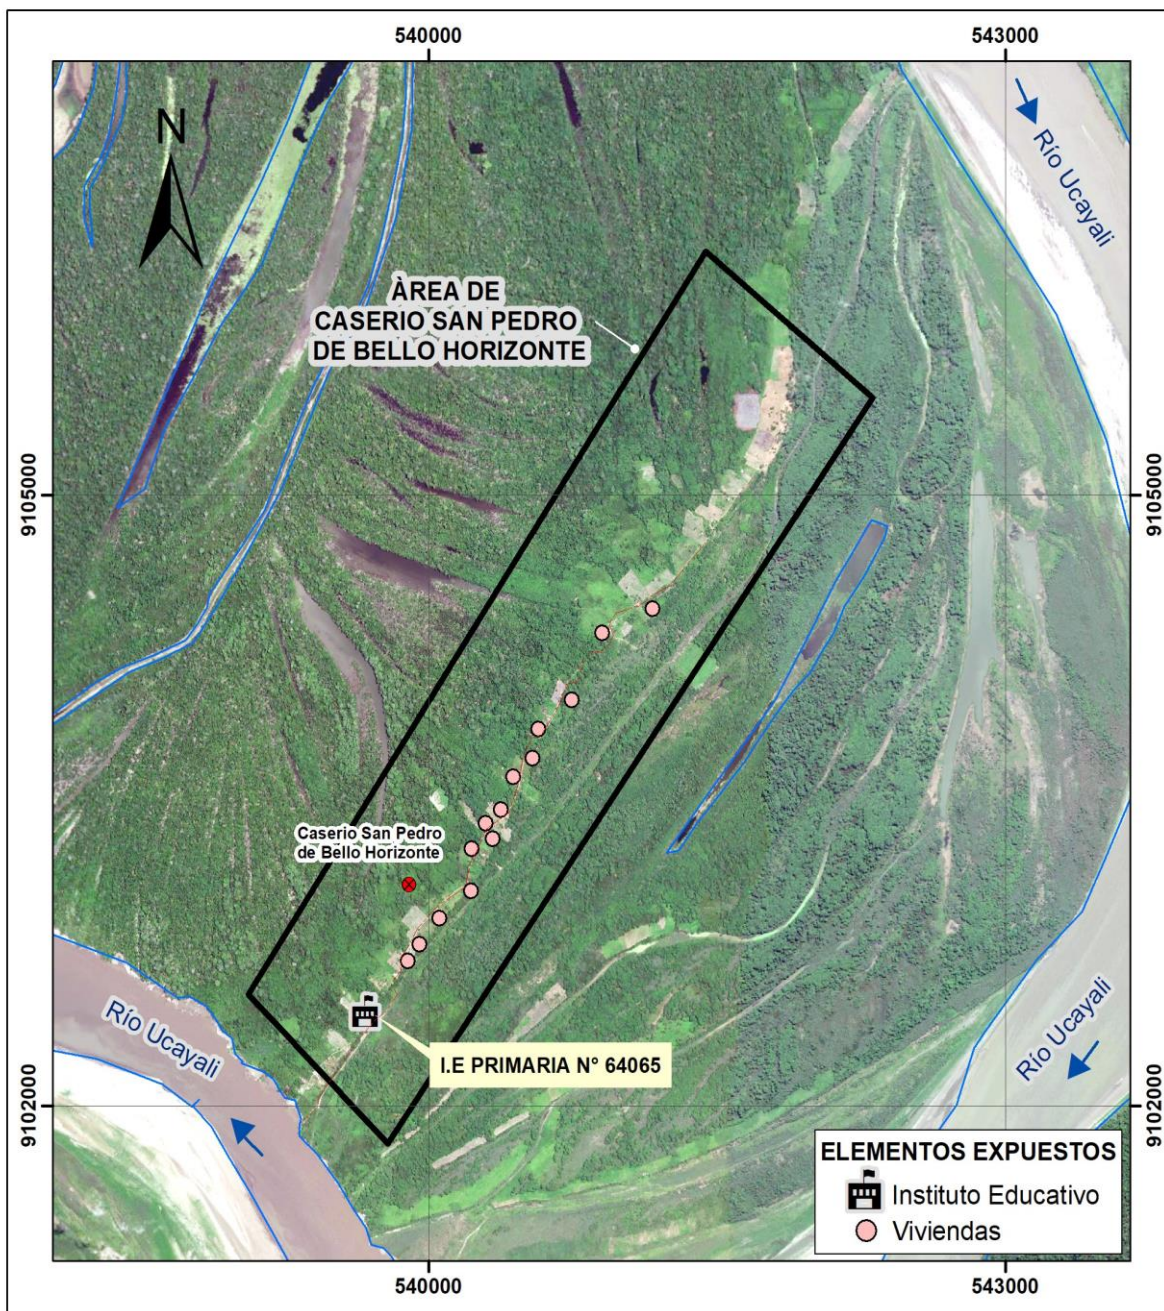 540000
543000
N
Río Ucayali
ÀREA DE
CASERIO SAN PEDRO
DE BELLO HORIZONTE
9105000
9105000
Caserio San Pedro
de Bello Horizonte
Río Ucayali
Río Ucayali
I.E PRIMARIA N° 64065
9102000
9102000
ELEMENTOS EXPUESTOS
Instituto Educativo
Viviendas
540000
543000